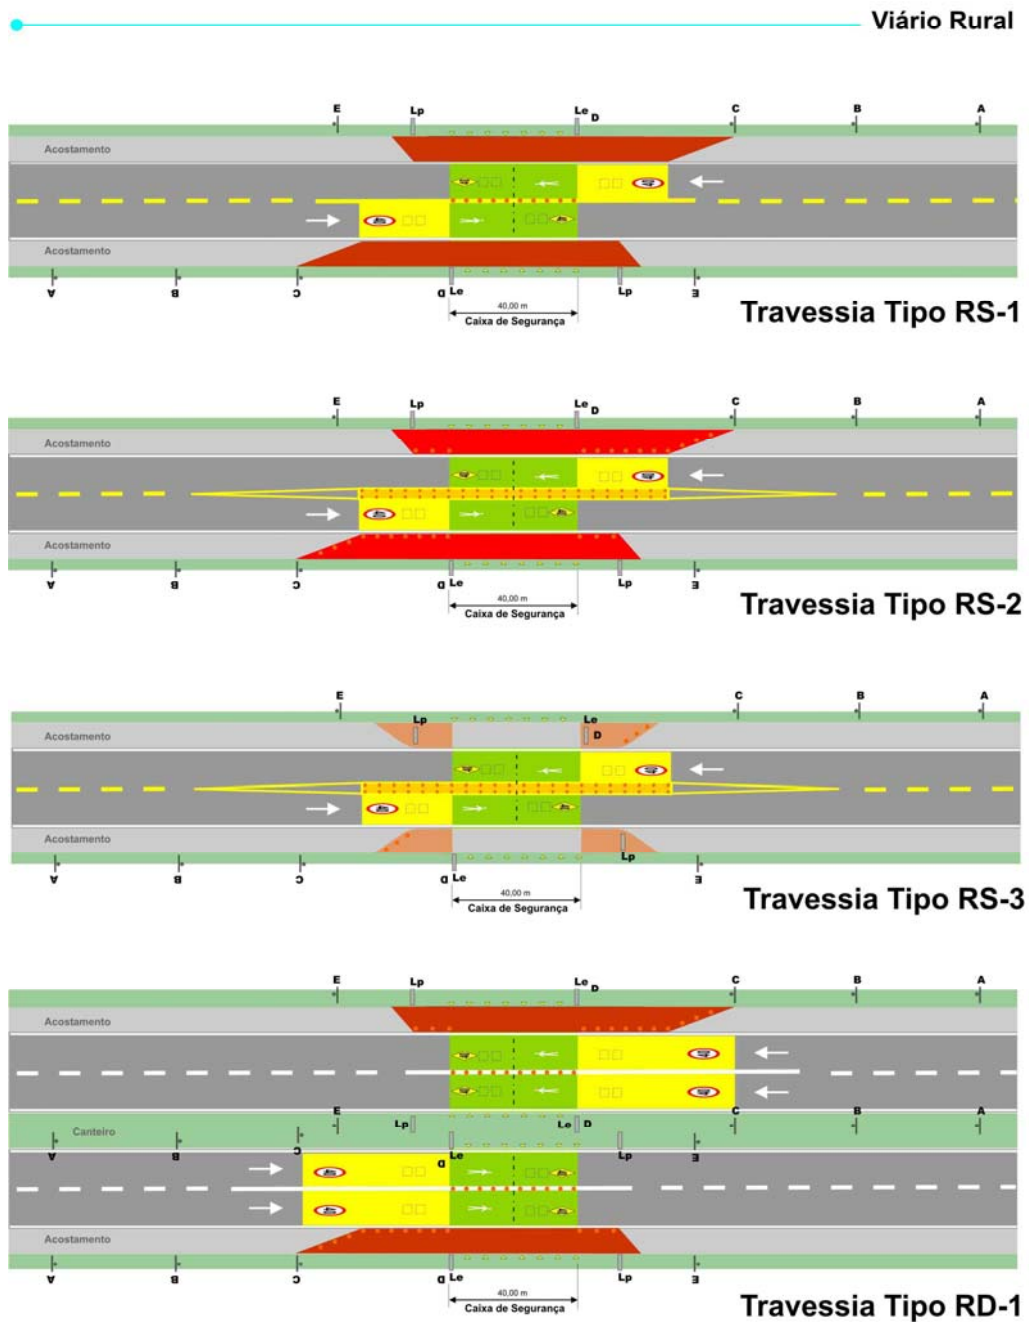 Viário Rural
E Lp Le D C B A
Acostamento
Acostamento
A B C D Le Lp E
40,00 m
Caixa de Segurança
Travessia Tipo RS-1
E Lp Le D C B A
Acostamento
Acostamento
A B C D Le Lp E
40,00 m
Caixa de Segurança
Travessia Tipo RS-2
E C B A
Lp Le
Acostamento D
Acostamento
Lp
A B C D Le E
40,00 m
Caixa de Segurança
Travessia Tipo RS-3
E Lp Le D C B A
Acostamento
E Lp Le D C B A
Canteiro
A B C D Le Lp E
Acostamento
A B C D Le Lp E
40,00 m
Caixa de Segurança
Travessia Tipo RD-1